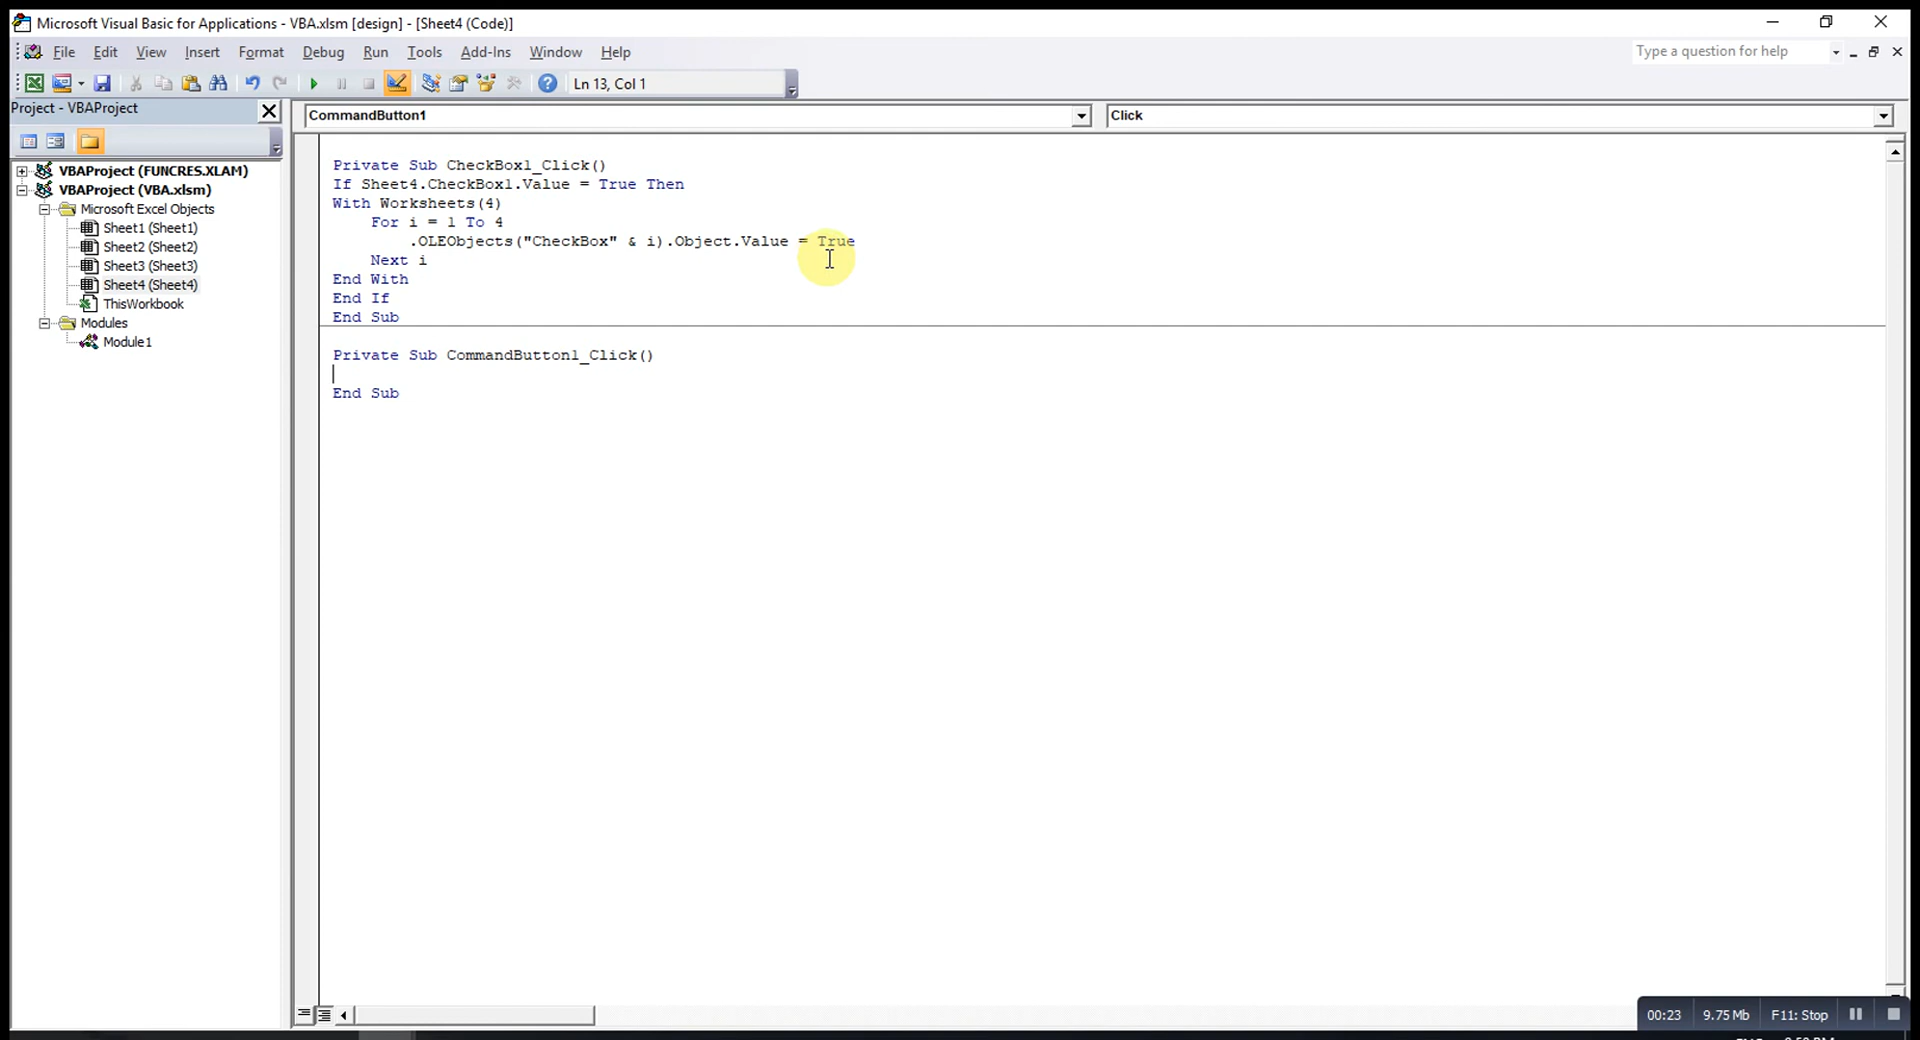 Microsoft Visual Basic for Applications - VBA.xlsm [design] - [Sheet4 (Code)]
File Edit View Insert Format Debug Run Tools Add-Ins Window Help
Type a question for help
Ln 13, Col 1
Project - VBAProject
CommandButton1
Click
VBAProject (FUNCRES.XLAM)
VBAProject (VBA.xlsm)
Microsoft Excel Objects
Sheet1 (Sheet1)
Sheet2 (Sheet2)
Sheet3 (Sheet3)
Sheet4 (Sheet4)
ThisWorkbook
Modules
Module1
Private Sub CheckBox1_Click()
If Sheet4.CheckBox1.Value = True Then
With Worksheets(4)
For i = 1 To 4
.OLEObjects("CheckBox" & i).Object.Value = True
Next i
End With
End If
End Sub
Private Sub CommandButton1_Click()
End Sub
00:23 9.75 Mb F11: Stop